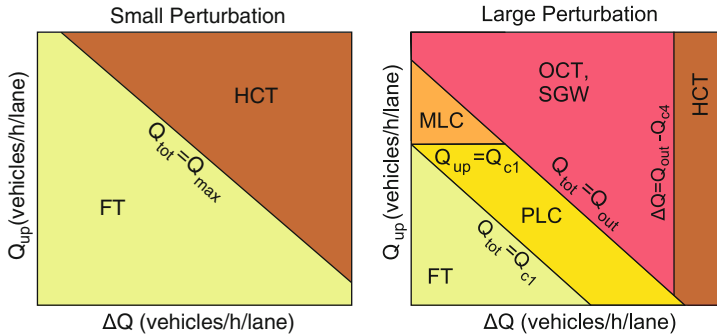 Small Perturbation
Q_up(vehicles/h/lane)
HCT
Q_tot=Q_max
FT
ΔQ (vehicles/h/lane)
Large Perturbation
Q_up(vehicles/h/lane)
OCT,
SGW
HCT
MLC
Q_up=Q_c1
Q_tot=Q_out
ΔQ=Q_out-Q_c4
PLC
Q_tot=Q_c1
FT
ΔQ (vehicles/h/lane)